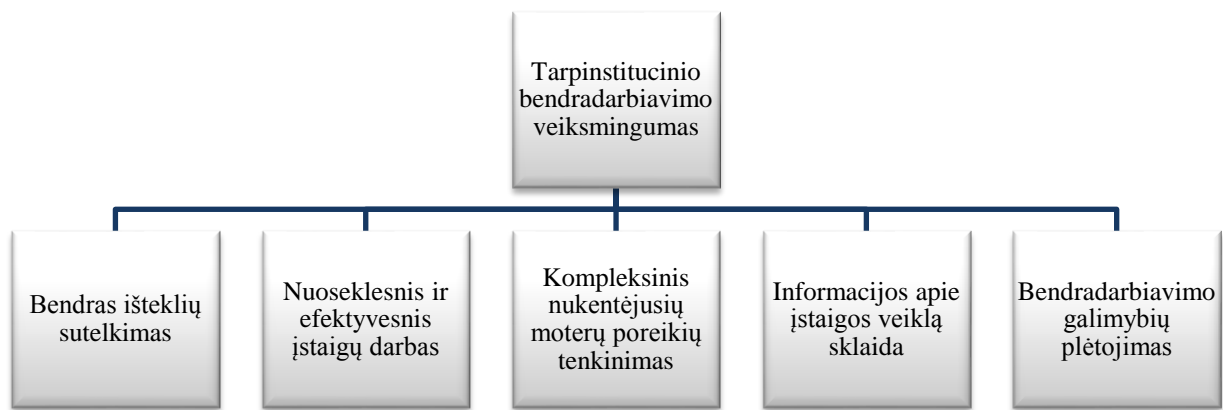 Tarpinstitucinio
bendradarbiavimo
veiksmingumas
Bendras išteklių
sutelkimas
Nuoseklesnis ir
efektyvesnis
įstaigų darbas
Kompleksinis
nukentėjusių
moterų poreikių
tenkinimas
Informacijos apie
įstaigos veiklą
sklaida
Bendradarbiavimo
galimybių
plėtojimas